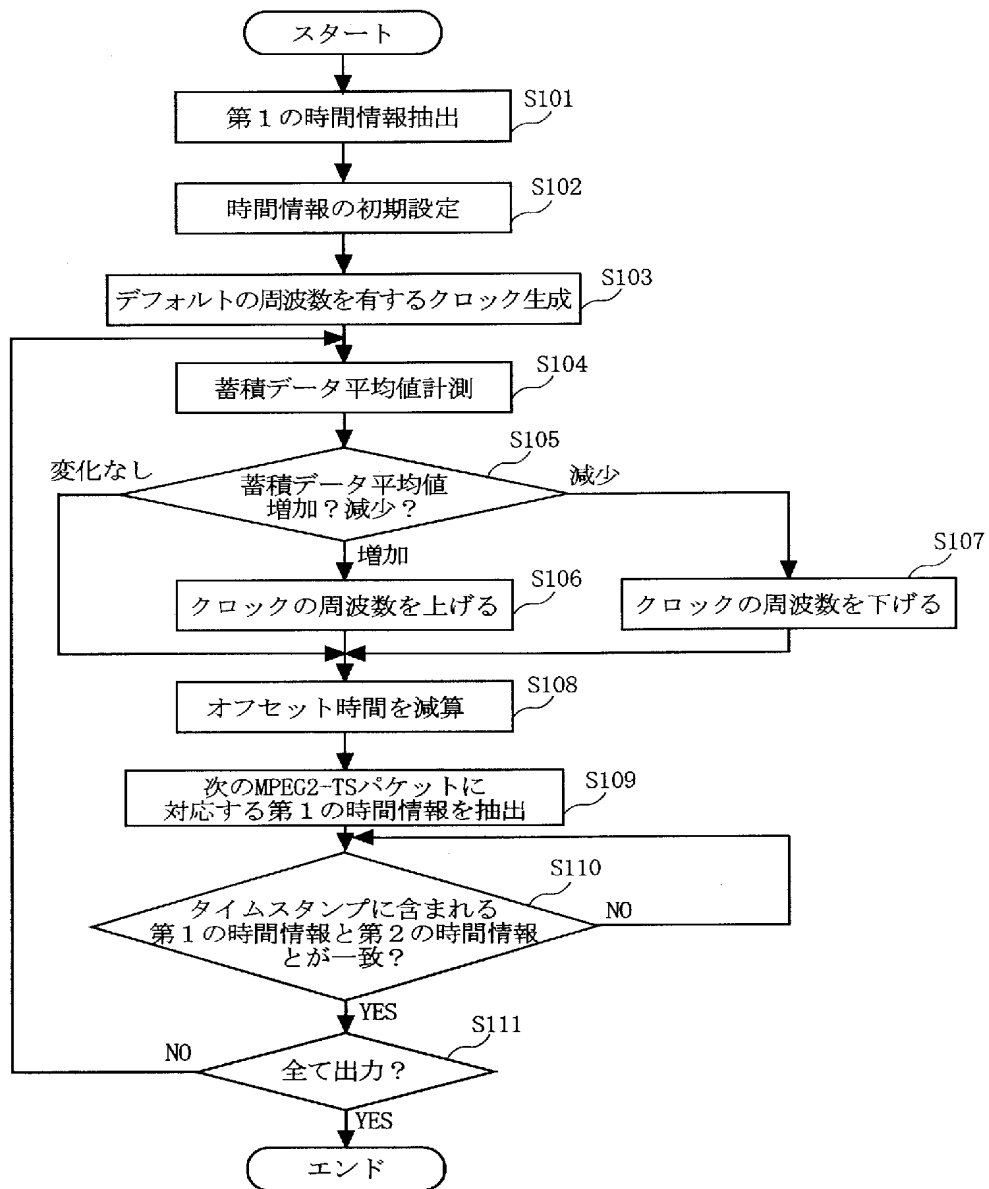 スタート
第1の時間情報抽出
S101
時間情報の初期設定
S102
デフォルトの周波数を有するクロック生成
S103
蓄積データ平均値計測
S104
蓄積データ平均値
増加?減少?
S105
変化なし
減少
増加
クロックの周波数を上げる
S106
クロックの周波数を下げる
S107
オフセット時間を減算
S108
次のMPEG2-TSパケットに
対応する第1の時間情報を抽出
S109
タイムスタンプに含まれる
第1の時間情報と第2の時間情報
とが一致?
S110
NO
YES
全て出力?
S111
NO
YES
エンド